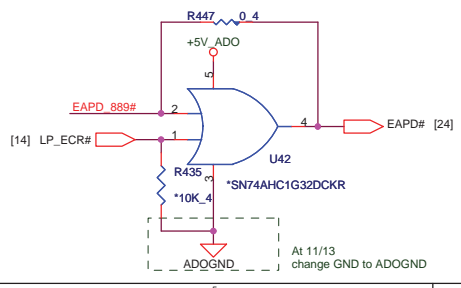 R447 0_4
+5V_ADO
5
EAPD_889# 2
4 EAPD# [24]
[14] LP_ECR# 1
R435
3
U42
*SN74AHC1G32DCKR
*10K_4
ADOGND
At 11/13
change GND to ADOGND